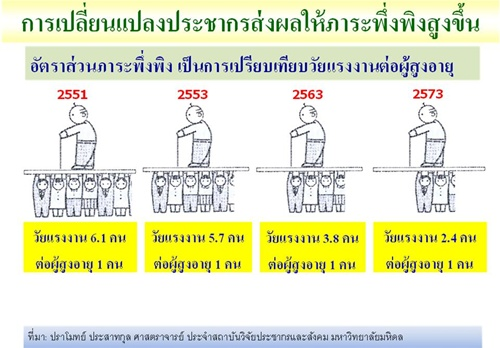 การเปลี่ยนแปลงประชากรส่งผลให้ภาระพึ่งพิงสูงขึ้น
อัตราส่วนภาระพึ่งพิง เป็นการเปรียบเทียบวัยแรงงานต่อผู้สูงอายุ
2551 2553 2563 2573
วัยแรงงาน 6.1 คน วัยแรงงาน 5.7 คน วัยแรงงาน 3.8 คน วัยแรงงาน 2.4 คน
ต่อผู้สูงอายุ 1 คน ต่อผู้สูงอายุ 1 คน ต่อผู้สูงอายุ 1 คน ต่อผู้สูงอายุ 1 คน
ที่มา: ปราโมทย์ ประสาทกุล ศาสตราจารย์ ประจำสถาบันวิจัยประชากรและสังคม มหาวิทยาลัยมหิดล